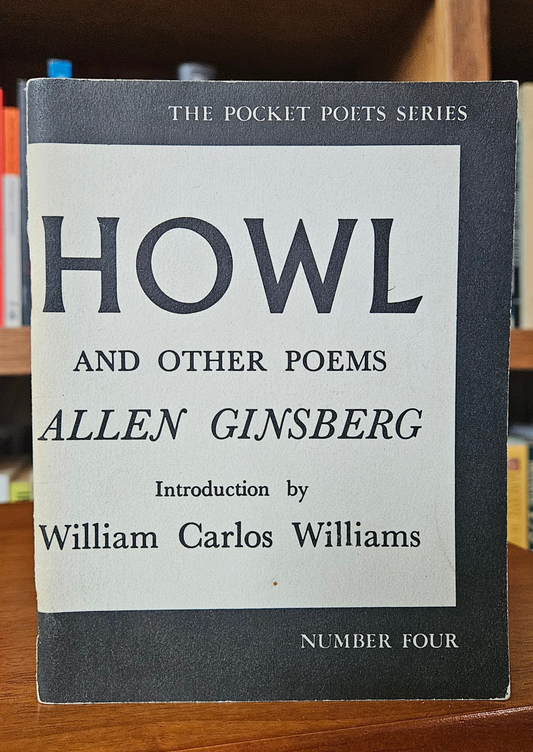 THE POCKET POETS SERIES
HOWL
AND OTHER POEMS
ALLEN GINSBERG
Introduction by
William Carlos Williams
NUMBER FOUR